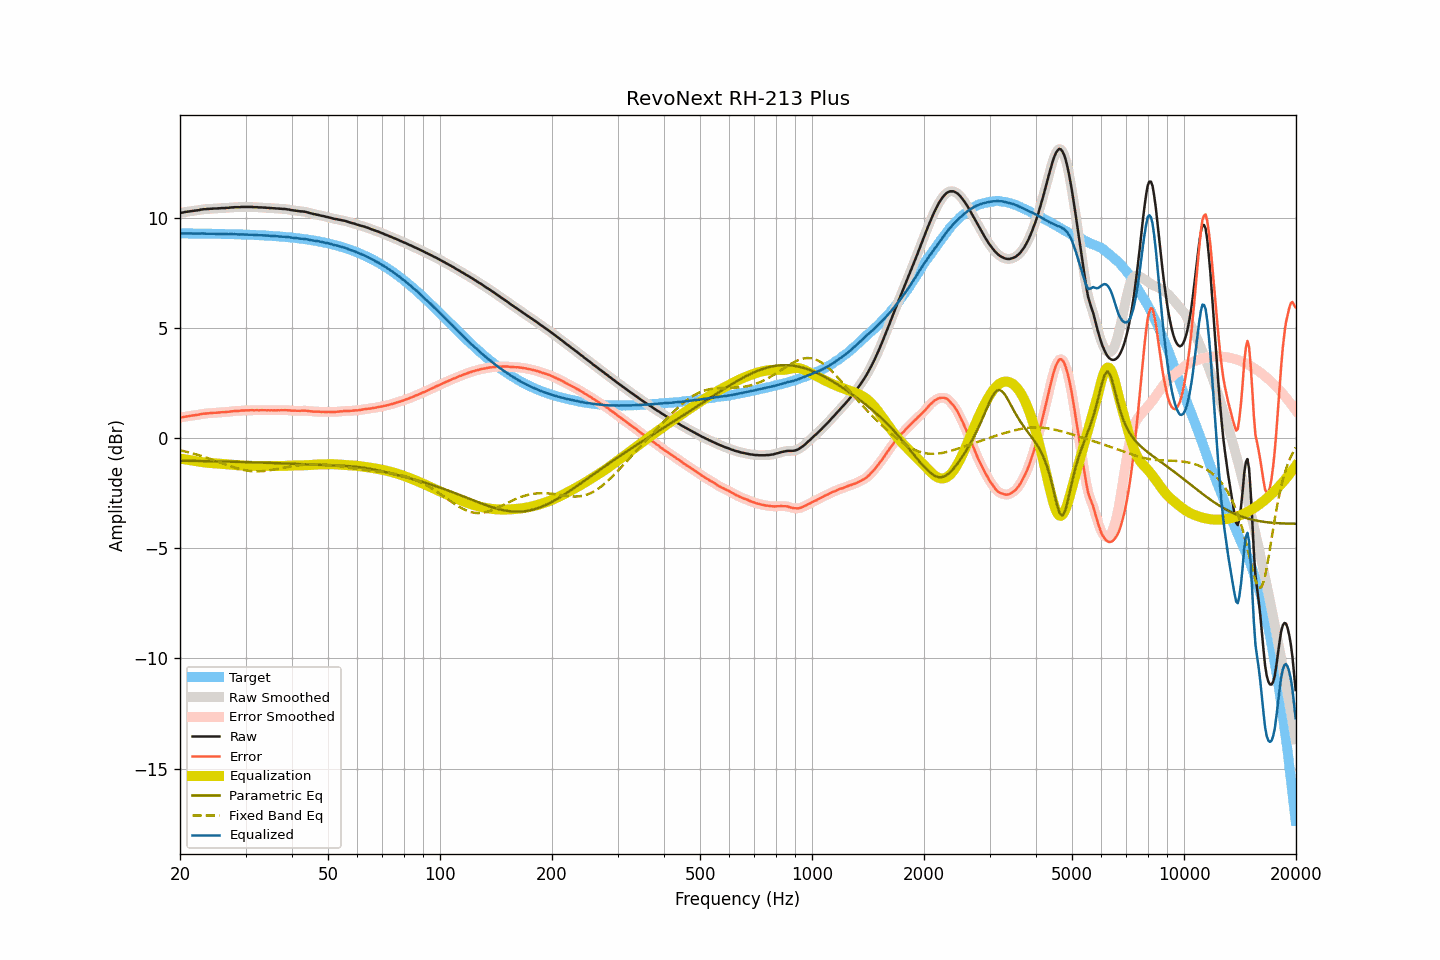 RevoNext RH-213 Plus
Amplitude (dBr)
10
5
0
−5
−10
−15
Target
Raw Smoothed
Error Smoothed
Raw
Error
Equalization
Parametric Eq
Fixed Band Eq
Equalized
20 50 100 200 500 1000 2000 5000 10000 20000
Frequency (Hz)